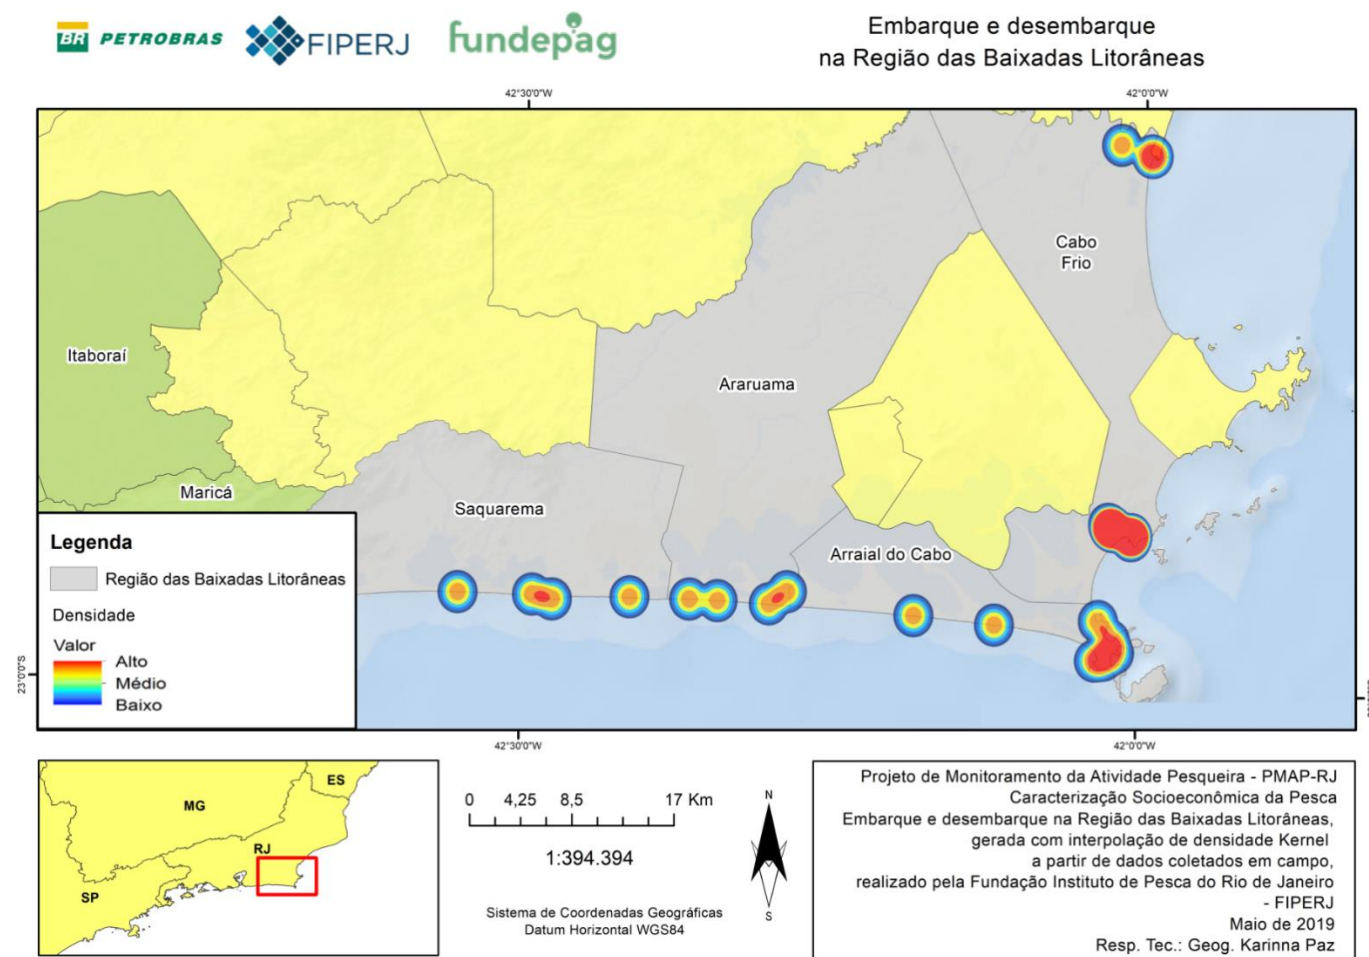 BR PETROBRAS
FIPERJ
fundepag
Embarque e desembarque
na Região das Baixadas Litorâneas
42°30'0"W
42°0'0"W
Cabo
Frio
Itaboraí
Araruama
Maricá
Saquarema
Arraial do Cabo
Legenda
Região das Baixadas Litorâneas
Densidade
Valor
Alto
Médio
Baixo
23°0'0"S
42°30'0"W
42°0'0"W
ES
MG
RJ
SP
0 4,25 8,5 17 Km
1:394.394
N
S
Sistema de Coordenadas Geográficas
Datum Horizontal WGS84
Projeto de Monitoramento da Atividade Pesqueira - PMAP-RJ
Caracterização Socioeconômica da Pesca
Embarque e desembarque na Região das Baixadas Litorâneas,
gerada com interpolação de densidade Kernel
a partir de dados coletados em campo,
realizado pela Fundação Instituto de Pesca do Rio de Janeiro
- FIPERJ
Maio de 2019
Resp. Tec.: Geog. Karinna Paz